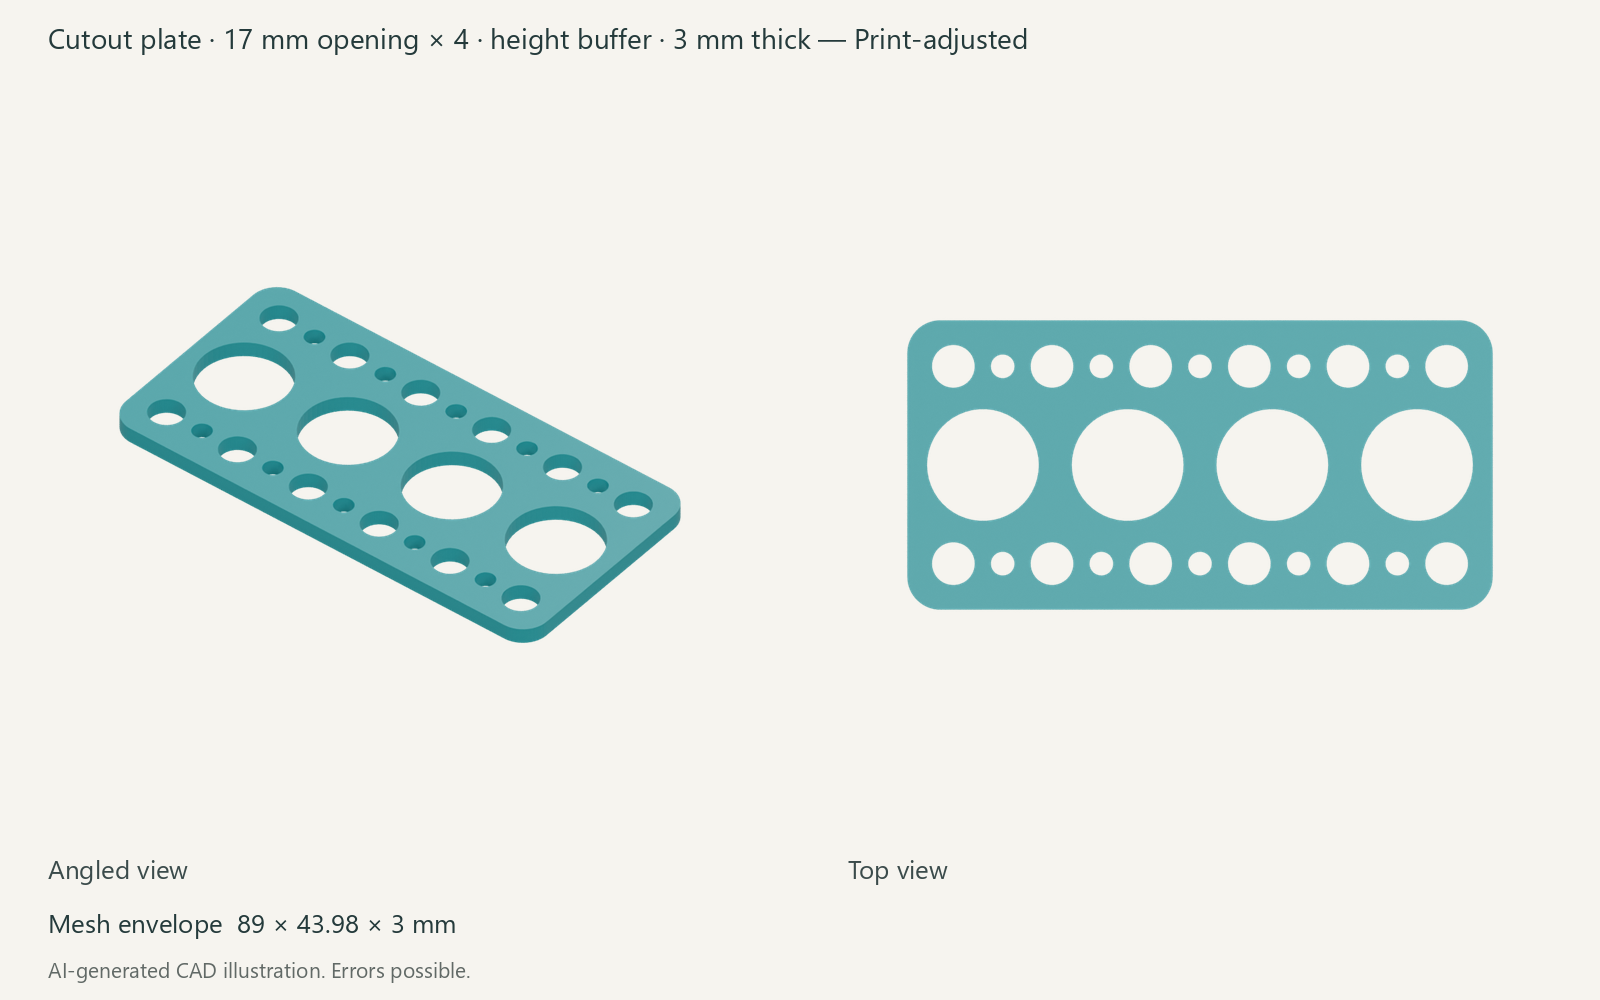 Cutout plate · 17 mm opening × 4 · height buffer · 3 mm thick — Print-adjusted
Angled view
Top view
Mesh envelope 89 × 43.98 × 3 mm
AI-generated CAD illustration. Errors possible.